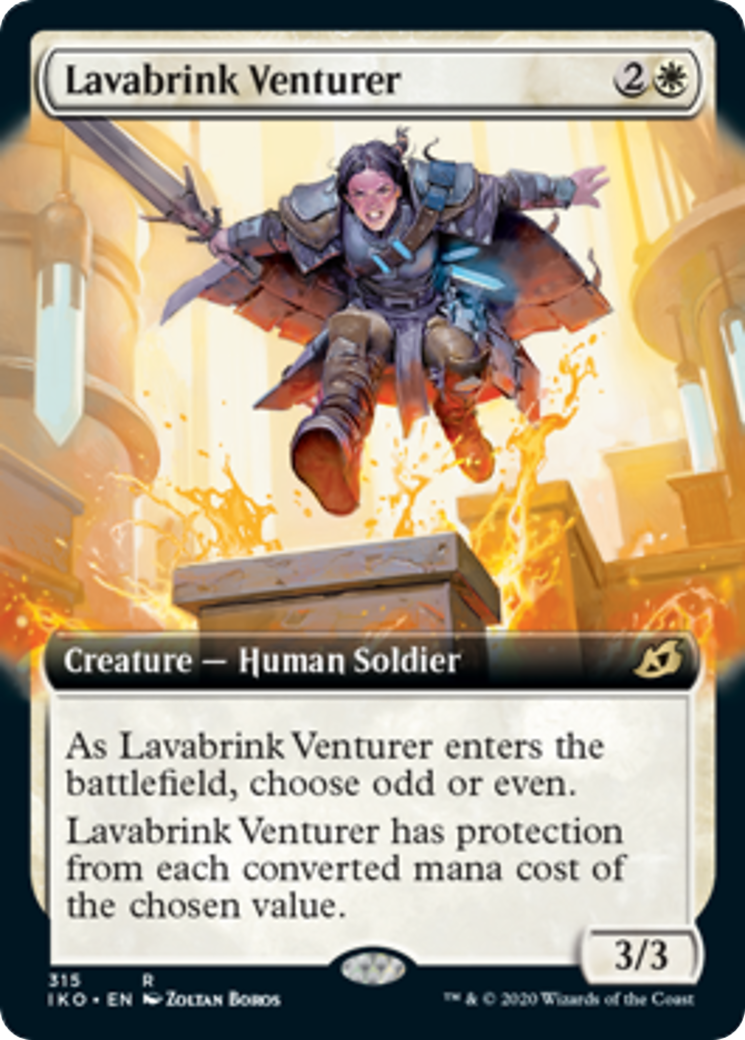 Lavabrink Venturer 2
Creature — Human Soldier
As Lavabrink Venturer enters the
battlefield, choose odd or even.
Lavabrink Venturer has protection
from each converted mana cost of
the chosen value.
3/3
315 R
IKO • EN Zoltan Boros ™ & © 2020 Wizards of the Coast